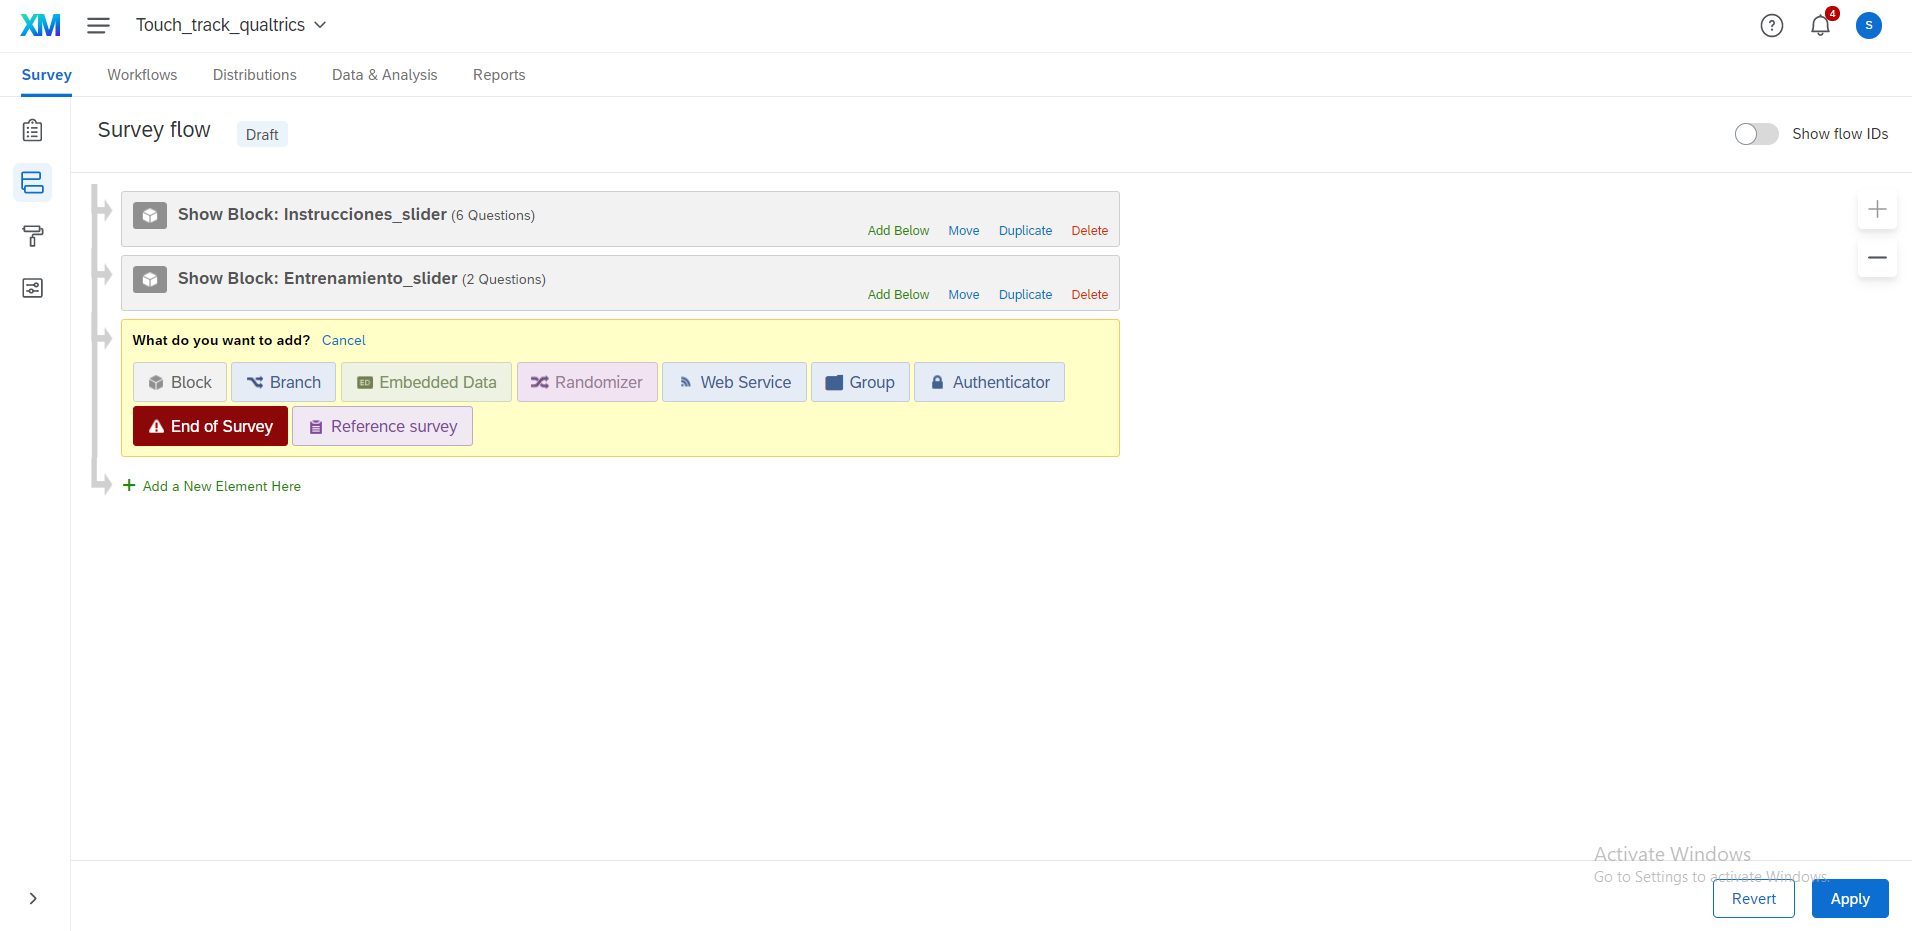 XM Touch_track_qualtrics ? 4 S
Survey Workflows Distributions Data & Analysis Reports
Survey flow Draft Show flow IDs
Show Block: Instrucciones_slider (6 Questions)
Add Below Move Duplicate Delete
Show Block: Entrenamiento_slider (2 Questions)
Add Below Move Duplicate Delete
What do you want to add? Cancel
Block Branch ED Embedded Data Randomizer Web Service Group Authenticator
End of Survey Reference survey
+ Add a New Element Here
Activate Windows
Go to Settings to activate Windows.
Revert Apply